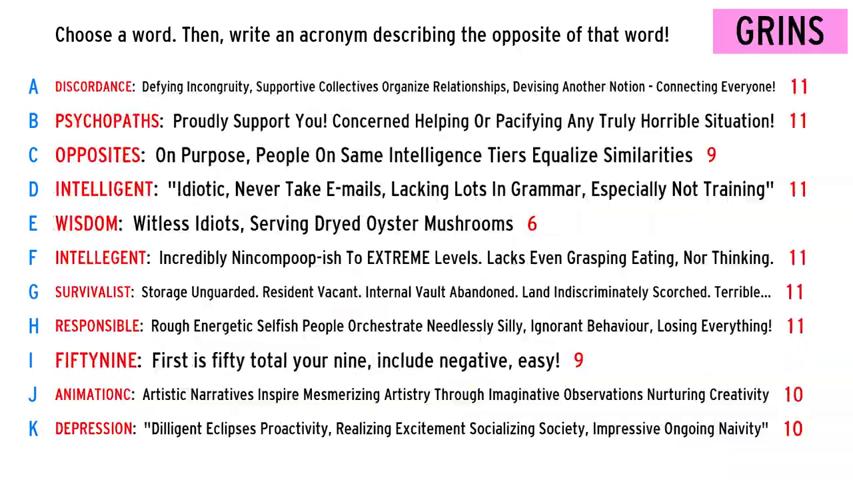 Choose a word. Then, write an acronym describing the opposite of that word!
GRINS
A DISCORDANCE: Defying Incongruity, Supportive Collectives Organize Relationships, Devising Another Notion - Connecting Everyone! 11
B PSYCHOPATHS: Proudly Support You! Concerned Helping Or Pacifying Any Truly Horrible Situation! 11
C OPPOSITES: On Purpose, People On Same Intelligence Tiers Equalize Similarities 9
D INTELLIGENT: "Idiotic, Never Take E-mails, Lacking Lots In Grammar, Especially Not Training" 11
E WISDOM: Witless Idiots, Serving Dryed Oyster Mushrooms 6
F INTELLEGENT: Incredibly Nincompoop-ish To EXTREME Levels. Lacks Even Grasping Eating, Nor Thinking. 11
G SURVIVALIST: Storage Unguarded. Resident Vacant. Internal Vault Abandoned. Land Indiscriminately Scorched. Terrible... 11
H RESPONSIBLE: Rough Energetic Selfish People Orchestrate Needlessly Silly, Ignorant Behaviour, Losing Everything! 11
I FIFTYNINE: First is fifty total your nine, include negative, easy! 9
J ANIMATIONC: Artistic Narratives Inspire Mesmerizing Artistry Through Imaginative Observations Nurturing Creativity 10
K DEPRESSION: "Dilligent Eclipses Proactivity, Realizing Excitement Socializing Society, Impressive Ongoing Naivity" 10